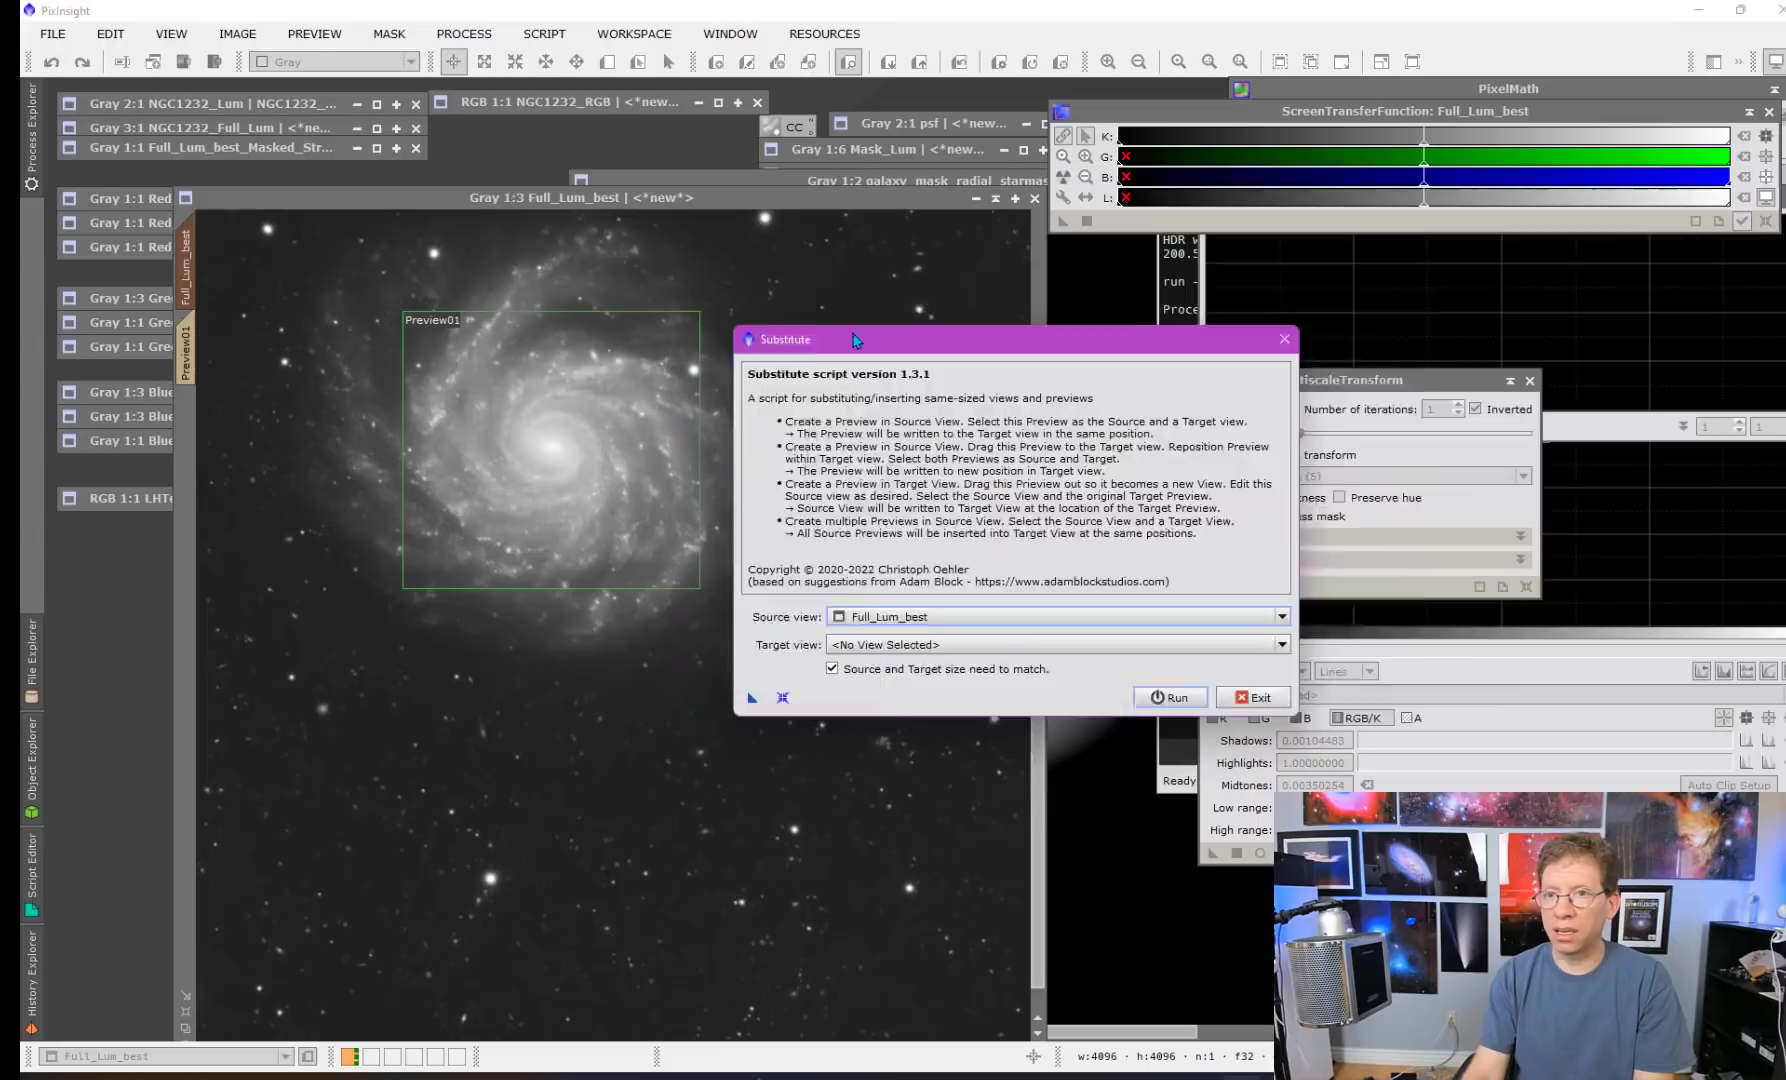 PixInsight
FILE EDIT VIEW IMAGE PREVIEW MASK PROCESS SCRIPT WORKSPACE WINDOW RESOURCES
Gray
Process Explorer
File Explorer
Object Explorer
Script Editor
History Explorer
Gray 2:1 NGC1232_Lum | NGC1232_...
Gray 3:1 NGC1232_Full_Lum | <*ne...
Gray 1:1 Full_Lum_best_Masked_Str...
RGB 1:1 NGC1232_RGB | <*new...
CC
Gray 2:1 psf | <*new...
Gray 1:6 Mask_Lum | <*new...
Gray 1:2 galaxy_mask_radial_starmas
Gray 1:1 Red
Gray 1:1 Red
Gray 1:1 Red
Gray 1:3 Gre
Gray 1:1 Gre
Gray 1:1 Gre
Gray 1:3 Blue
Gray 1:3 Blue
Gray 1:1 Blue
RGB 1:1 LHTe
Gray 1:3 Full_Lum_best | <*new*>
Full_Lum_best
Preview01
Preview01
PixelMath
ScreenTransferFunction: Full_Lum_best
K:
G:
B:
L:
HDR w
200.5
run -
Proce
Ready
Substitute
Substitute script version 1.3.1
A script for substituting/inserting same-sized views and previews
• Create a Preview in Source View. Select this Preview as the Source and a Target view.
→ The Preview will be written to the Target view in the same position.
• Create a Preview in Source View. Drag this Preview to the Target view. Reposition Preview
within Target view. Select both Previews as Source and Target.
→ The Preview will be written to new position in Target view.
• Create a Preview in Target View. Drag this Preview out so it becomes a new View. Edit this
Source view as desired. Select the Source View and the original Target Preview.
→ Source View will be written to Target View at the location of the Target Preview.
• Create multiple Previews in Source View. Select the Source View and a Target View.
→ All Source Previews will be inserted into Target View at the same positions.
Copyright © 2020-2022 Christoph Oehler
(based on suggestions from Adam Block - https://www.adamblockstudios.com)
Source view: Full_Lum_best
Target view: <No View Selected>
Source and Target size need to match.
Run
Exit
tiscaleTransform
Number of iterations: 1 Inverted
transform
(5)
tness Preserve hue
ss mask
1 1
Lines
ed>
R G B RGB/K A
Shadows: 0.00104483
Highlights: 1.00000000
Midtones: 0.00350254 Auto Clip Setup
Low range:
High range:
Full_Lum_best
w:4096 · h:4096 · n:1 · f32 ·